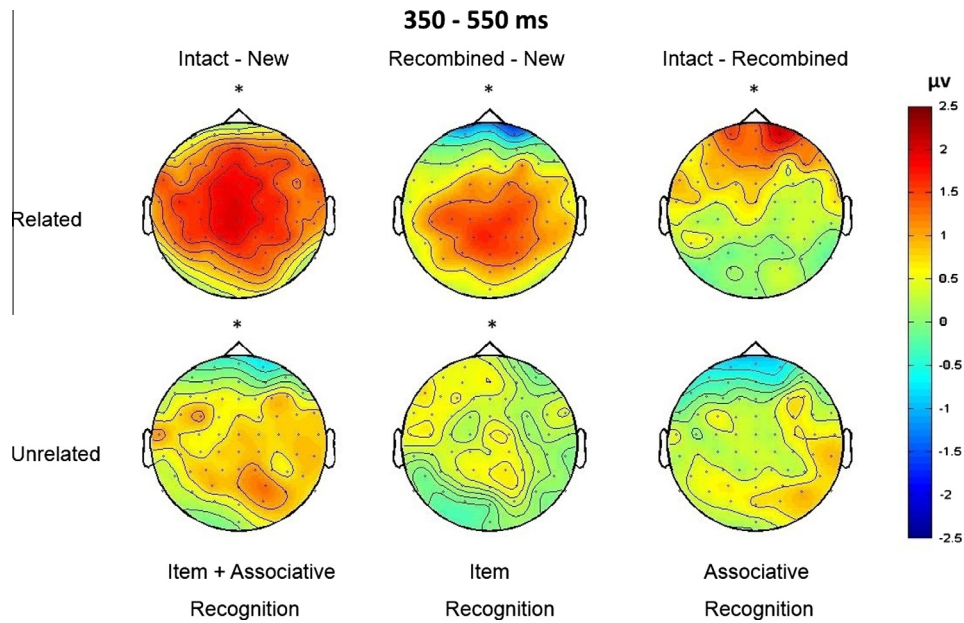 350 - 550 ms
Intact - New
Recombined - New
Intact - Recombined
*
*
*
μv
2.5
2
1.5
1
0.5
0
-0.5
-1
-1.5
-2
-2.5
Related
*
*
Unrelated
Item + Associative
Recognition
Item
Recognition
Associative
Recognition